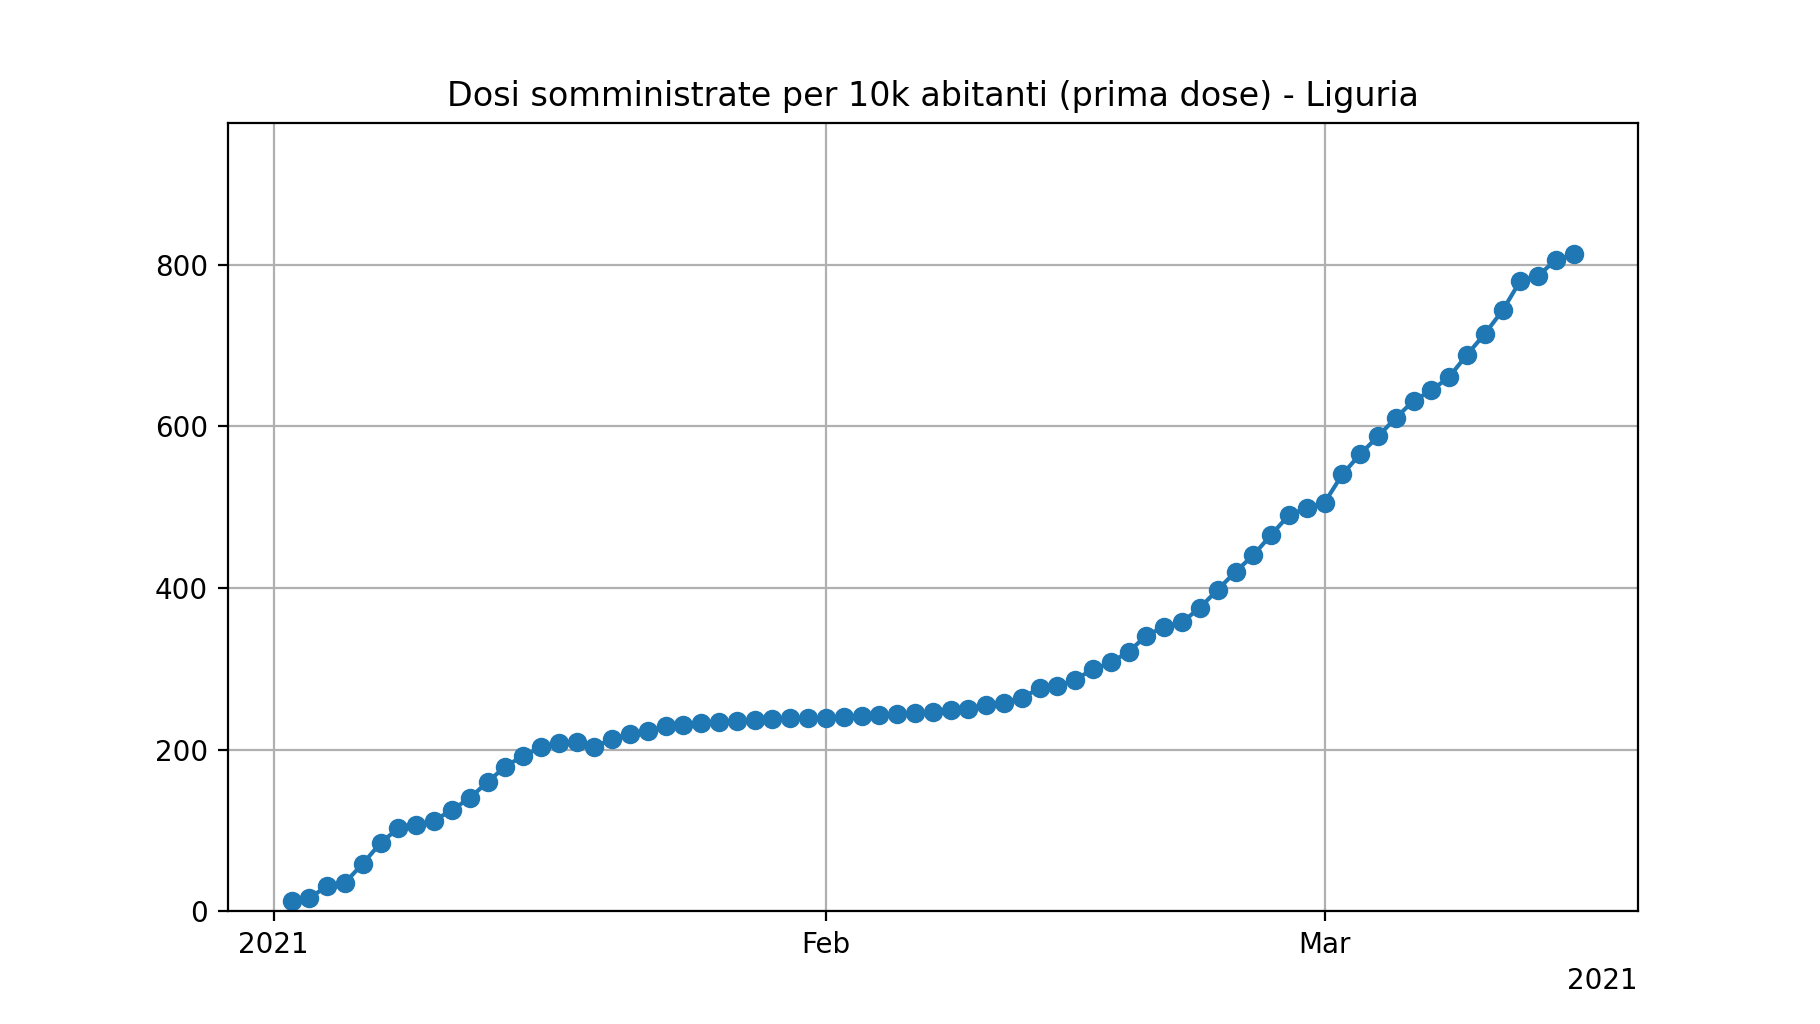 Dosi somministrate per 10k abitanti (prima dose) - Liguria
800
600
400
200
0
2021
Feb
Mar
2021